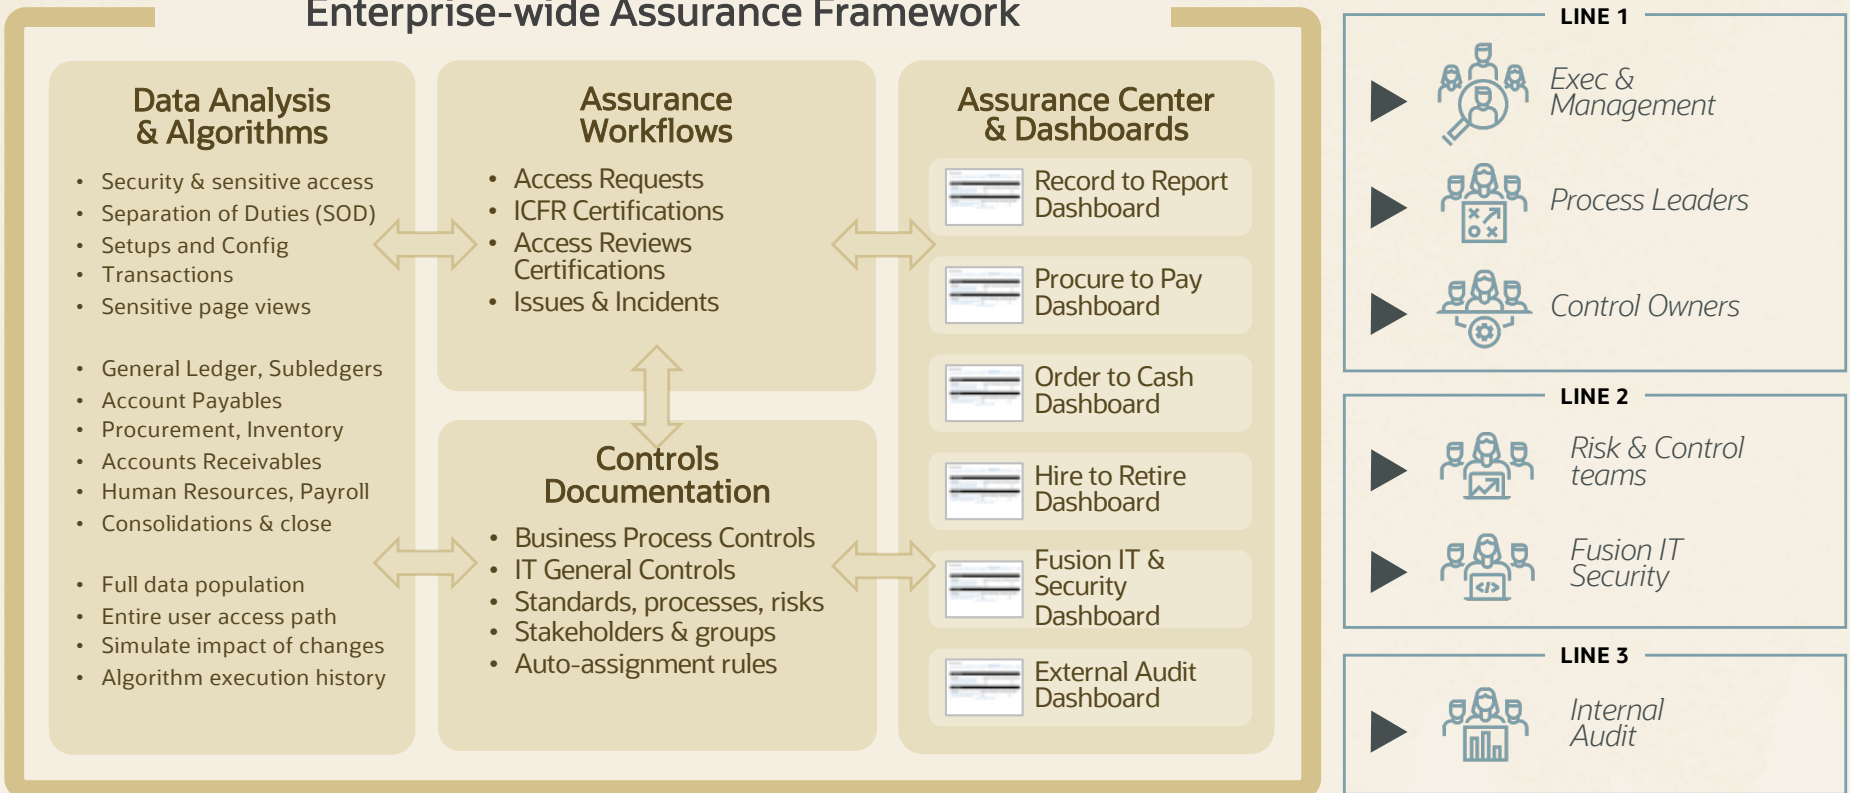 Enterprise-wide Assurance Framework
Data Analysis
& Algorithms
• Security & sensitive access
• Separation of Duties (SOD)
• Setups and Config
• Transactions
• Sensitive page views
• General Ledger, Subledgers
• Account Payables
• Procurement, Inventory
• Accounts Receivables
• Human Resources, Payroll
• Consolidations & close
• Full data population
• Entire user access path
• Simulate impact of changes
• Algorithm execution history
Assurance
Workflows
• Access Requests
• ICFR Certifications
• Access Reviews
Certifications
• Issues & Incidents
Controls
Documentation
• Business Process Controls
• IT General Controls
• Standards, processes, risks
• Stakeholders & groups
• Auto-assignment rules
Assurance Center
& Dashboards
Record to Report
Dashboard
Procure to Pay
Dashboard
Order to Cash
Dashboard
Hire to Retire
Dashboard
Fusion IT &
Security
Dashboard
External Audit
Dashboard
LINE 1
Exec &
Management
Process Leaders
Control Owners
LINE 2
Risk & Control
teams
Fusion IT
Security
LINE 3
Internal
Audit